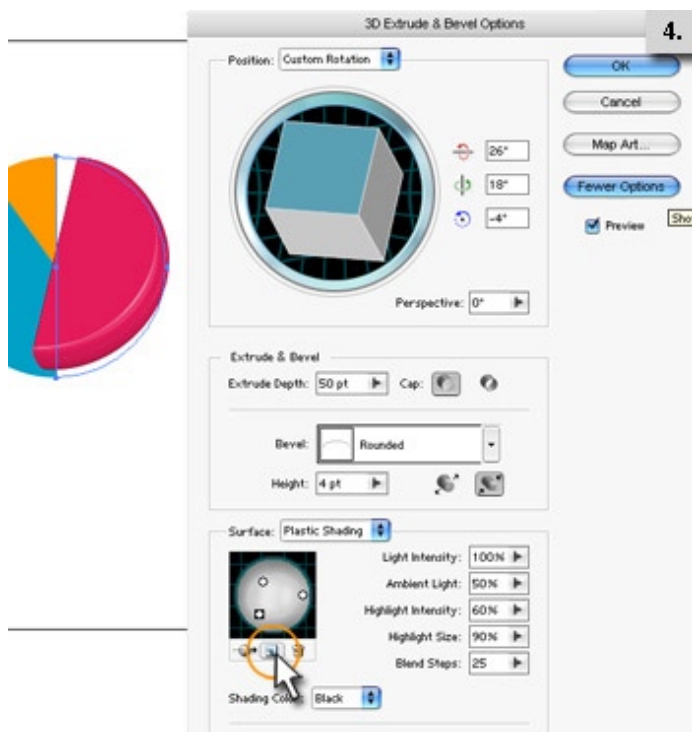 3D Extrude & Bevel Options
4.
Position: Custom Rotation
OK
Cancel
Map Art...
Fewer Options
Preview
Sho
26°
18°
-4°
Perspective: 0°
Extrude & Bevel
Extrude Depth: 50 pt Cap:
Bevel: Rounded
Height: 4 pt
Surface: Plastic Shading
Light Intensity: 100%
Ambient Light: 50%
Highlight Intensity: 60%
Highlight Size: 90%
Blend Steps: 25
Shading Color: Black